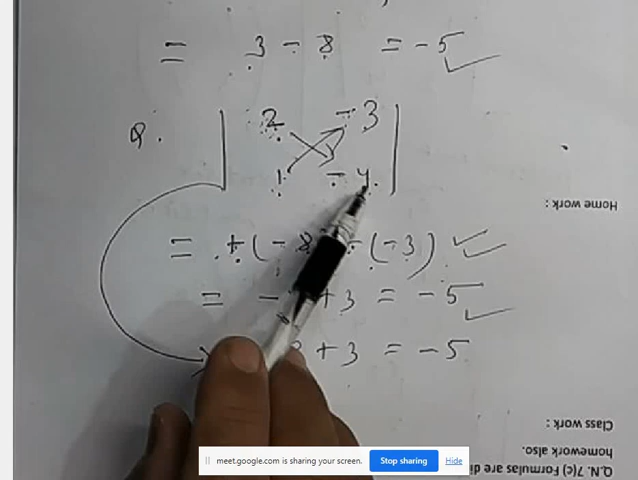 = 3 - 8 = -5
Q. | 2 -3 |
| 1 -4 |
= + (-8) - (-3)
= - + 3 = -5
+ 3 = -5
Home work :
Class work :
homework also.
Q.N. 7(c) Formulas are di
meet.google.com is sharing your screen. Stop sharing Hide